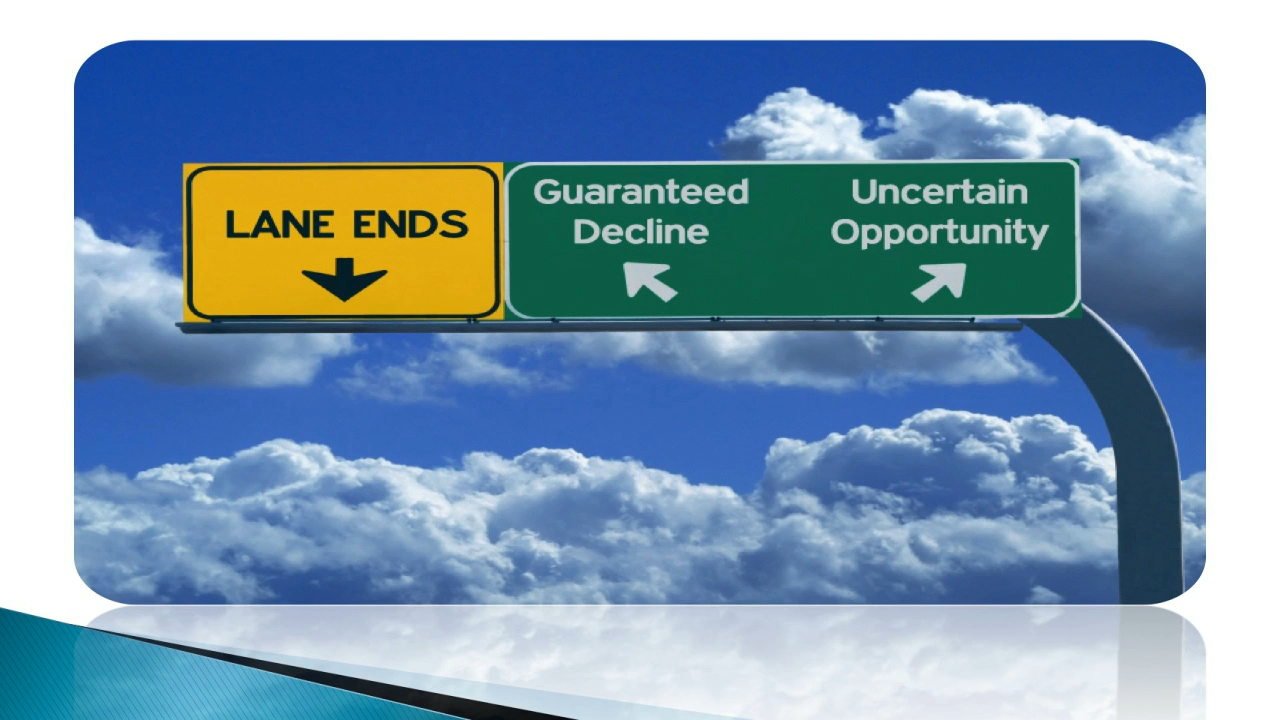 LANE ENDS
Guaranteed
Decline
Uncertain
Opportunity